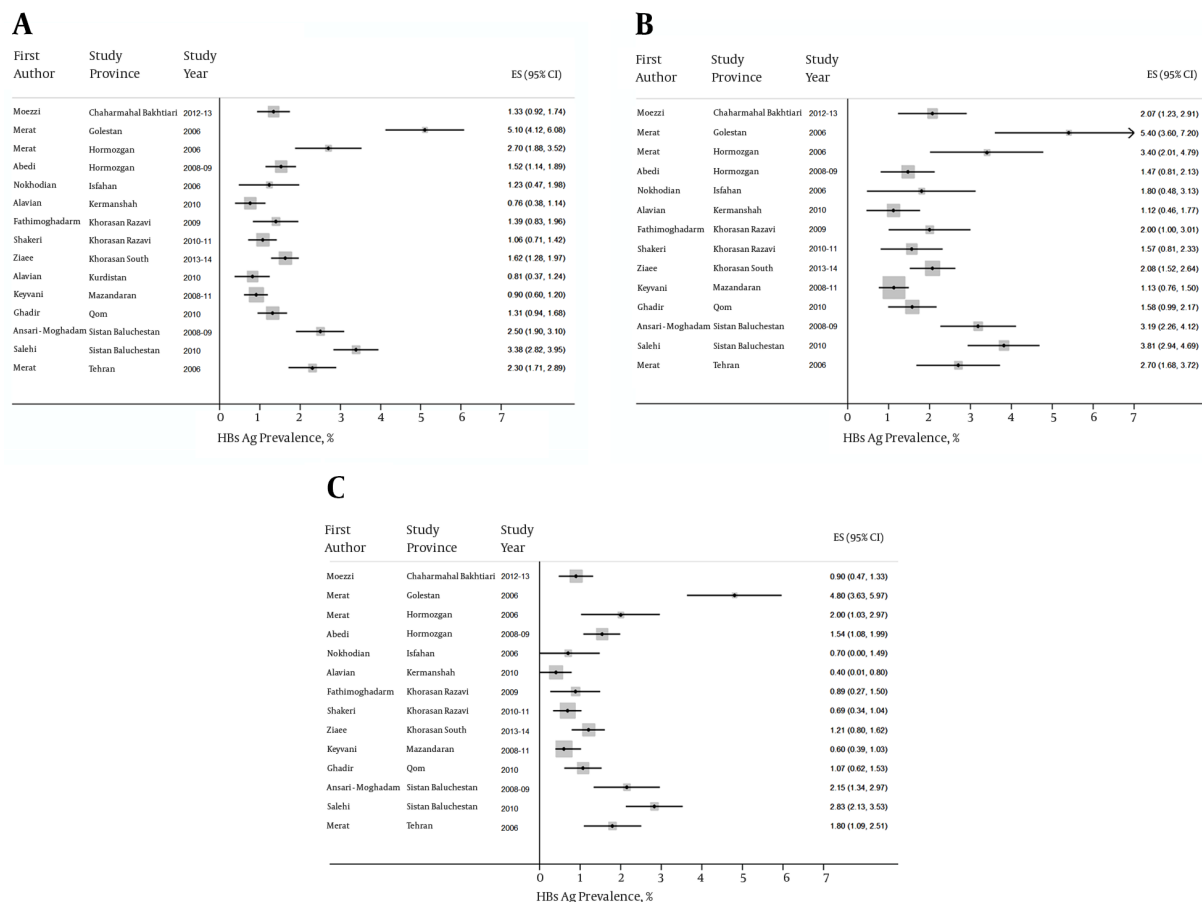 A
First Study Study
Author Province Year ES (95% CI)
Moezzi Chaharmahal Bakhtiari 2012-13 1.33 (0.92, 1.74)
Merat Golestan 2006 5.10 (4.12, 6.08)
Merat Hormozgan 2006 2.70 (1.88, 3.52)
Abedi Hormozgan 2008-09 1.52 (1.14, 1.89)
Nokhodian Isfahan 2006 1.23 (0.47, 1.98)
Alavian Kermanshah 2010 0.76 (0.38, 1.14)
Fathimoghadarm Khorasan Razavi 2009 1.39 (0.83, 1.96)
Shakeri Khorasan Razavi 2010-11 1.06 (0.71, 1.42)
Ziaee Khorasan South 2013-14 1.62 (1.28, 1.97)
Alavian Kurdistan 2010 0.81 (0.37, 1.24)
Keyvani Mazandaran 2008-11 0.90 (0.60, 1.20)
Ghadir Qom 2010 1.31 (0.94, 1.68)
Ansari-Moghadam Sistan Baluchestan 2008-09 2.50 (1.90, 3.10)
Salehi Sistan Baluchestan 2010 3.38 (2.82, 3.95)
Merat Tehran 2006 2.30 (1.71, 2.89)
0 1 2 3 4 5 6 7
HBs Ag Prevalence, %
B
First Study Study
Author Province Year ES (95% CI)
Moezzi Chaharmahal Bakhtiari 2012-13 2.07 (1.23, 2.91)
Merat Golestan 2006 5.40 (3.60, 7.20)
Merat Hormozgan 2006 3.40 (2.01, 4.79)
Abedi Hormozgan 2008-09 1.47 (0.81, 2.13)
Nokhodian Isfahan 2006 1.80 (0.48, 3.13)
Alavian Kermanshah 2010 1.12 (0.46, 1.77)
Fathimoghadarm Khorasan Razavi 2009 2.00 (1.00, 3.01)
Shakeri Khorasan Razavi 2010-11 1.57 (0.81, 2.33)
Ziaee Khorasan South 2013-14 2.08 (1.52, 2.64)
Keyvani Mazandaran 2008-11 1.13 (0.76, 1.50)
Ghadir Qom 2010 1.58 (0.99, 2.17)
Ansari-Moghadam Sistan Baluchestan 2008-09 3.19 (2.26, 4.12)
Salehi Sistan Baluchestan 2010 3.81 (2.94, 4.69)
Merat Tehran 2006 2.70 (1.68, 3.72)
0 1 2 3 4 5 6 7
HBs Ag Prevalence, %
C
First Study Study
Author Province Year ES (95% CI)
Moezzi Chaharmahal Bakhtiari 2012-13 0.90 (0.47, 1.33)
Merat Golestan 2006 4.80 (3.63, 5.97)
Merat Hormozgan 2006 2.00 (1.03, 2.97)
Abedi Hormozgan 2008-09 1.54 (1.08, 1.99)
Nokhodian Isfahan 2006 0.70 (0.00, 1.49)
Alavian Kermanshah 2010 0.40 (0.01, 0.80)
Fathimoghadarm Khorasan Razavi 2009 0.89 (0.27, 1.50)
Shakeri Khorasan Razavi 2010-11 0.69 (0.34, 1.04)
Ziaee Khorasan South 2013-14 1.21 (0.80, 1.62)
Keyvani Mazandaran 2008-11 0.60 (0.39, 1.03)
Ghadir Qom 2010 1.07 (0.62, 1.53)
Ansari-Moghadam Sistan Baluchestan 2008-09 2.15 (1.34, 2.97)
Salehi Sistan Baluchestan 2010 2.83 (2.13, 3.53)
Merat Tehran 2006 1.80 (1.09, 2.51)
0 1 2 3 4 5 6 7
HBs Ag Prevalence, %